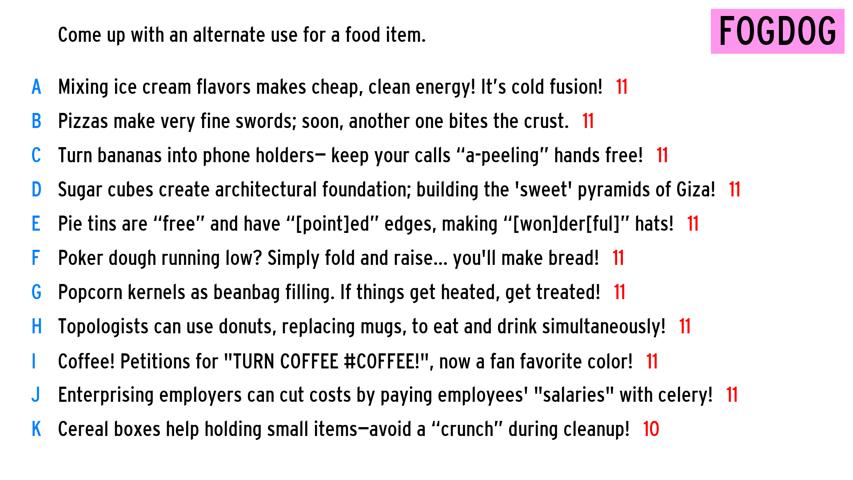 Come up with an alternate use for a food item.
FOGDOG
A Mixing ice cream flavors makes cheap, clean energy! It's cold fusion! 11
B Pizzas make very fine swords; soon, another one bites the crust. 11
C Turn bananas into phone holders— keep your calls “a-peeling” hands free! 11
D Sugar cubes create architectural foundation; building the 'sweet' pyramids of Giza! 11
E Pie tins are “free” and have “[point]ed” edges, making “[won]der[ful]” hats! 11
F Poker dough running low? Simply fold and raise... you'll make bread! 11
G Popcorn kernels as beanbag filling. If things get heated, get treated! 11
H Topologists can use donuts, replacing mugs, to eat and drink simultaneously! 11
I Coffee! Petitions for "TURN COFFEE #COFFEE!", now a fan favorite color! 11
J Enterprising employers can cut costs by paying employees' "salaries" with celery! 11
K Cereal boxes help holding small items—avoid a “crunch” during cleanup! 10